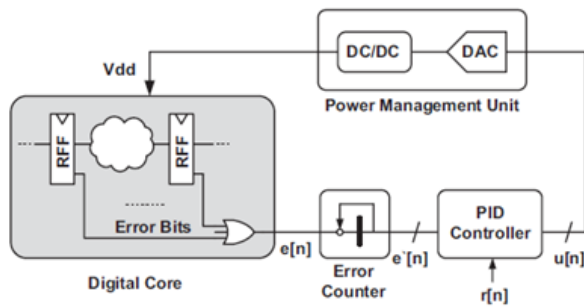 DC/DC
DAC
Vdd
Power Management Unit
RFF
RFF
Error Bits
Digital Core
e[n]
Error
Counter
e`[n]
PID
Controller
r[n]
u[n]